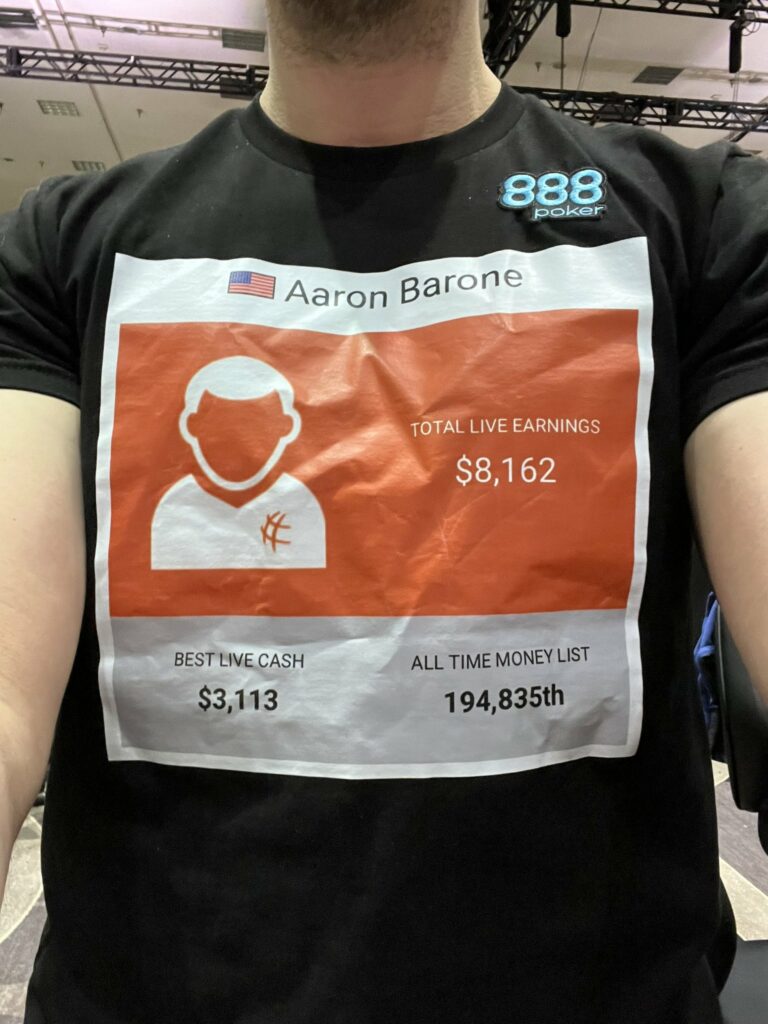 888
poker
Aaron Barone
TOTAL LIVE EARNINGS
$8,162
BEST LIVE CASH
$3,113
ALL TIME MONEY LIST
194,835th